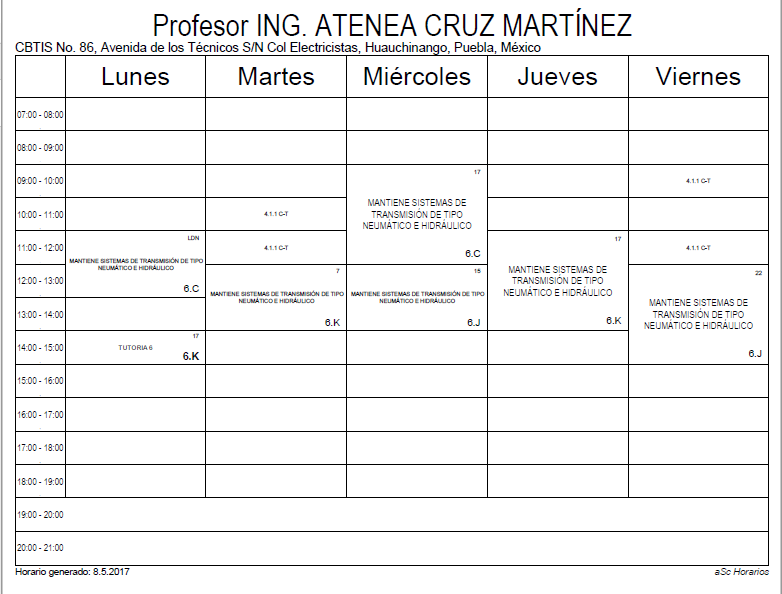 Profesor ING. ATENEA CRUZ MARTÍNEZ
CBTIS No. 86, Avenida de los Técnicos S/N Col Electricistas, Huauchinango, Puebla, México
Lunes Martes Miércoles Jueves Viernes
07:00 - 08:00
08:00 - 09:00
09:00 - 10:00
17
4.1.1 C-T
MANTIENE SISTEMAS DE
TRANSMISIÓN DE TIPO
NEUMÁTICO E HIDRÁULICO
6.C
10:00 - 11:00
4.1.1 C-T
11:00 - 12:00
LDN
MANTIENE SISTEMAS DE TRANSMISIÓN DE TIPO
NEUMÁTICO E HIDRÁULICO
6.C
4.1.1 C-T
17
MANTIENE SISTEMAS DE
TRANSMISIÓN DE TIPO
NEUMÁTICO E HIDRÁULICO
6.K
4.1.1 C-T
12:00 - 13:00
7
MANTIENE SISTEMAS DE TRANSMISIÓN DE TIPO
NEUMÁTICO E HIDRÁULICO
6.K
15
MANTIENE SISTEMAS DE TRANSMISIÓN DE TIPO
NEUMÁTICO E HIDRÁULICO
6.J
22
MANTIENE SISTEMAS DE
TRANSMISIÓN DE TIPO
NEUMÁTICO E HIDRÁULICO
6.J
13:00 - 14:00
14:00 - 15:00
17
TUTORIA 6
6.K
15:00 - 16:00
16:00 - 17:00
17:00 - 18:00
18:00 - 19:00
19:00 - 20:00
20:00 - 21:00
Horario generado: 8.5.2017
aSc Horarios